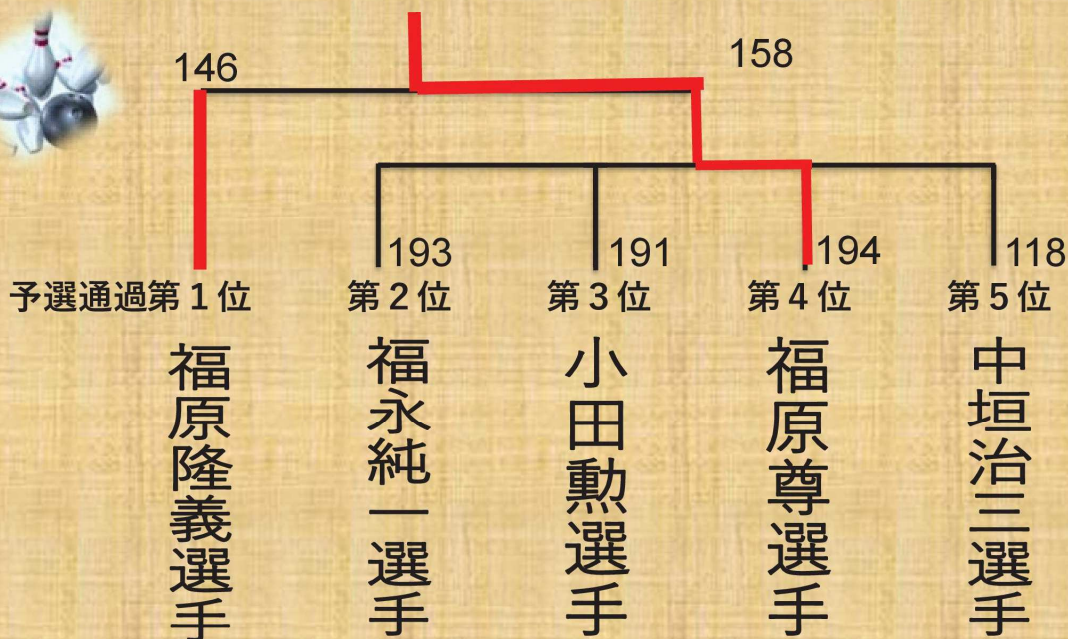 146
158
193
191
194
118
予選通過第1位
第2位
第3位
第4位
第5位
福原隆義選手
福永純一選手
小田勲選手
福原尊選手
中垣治三選手